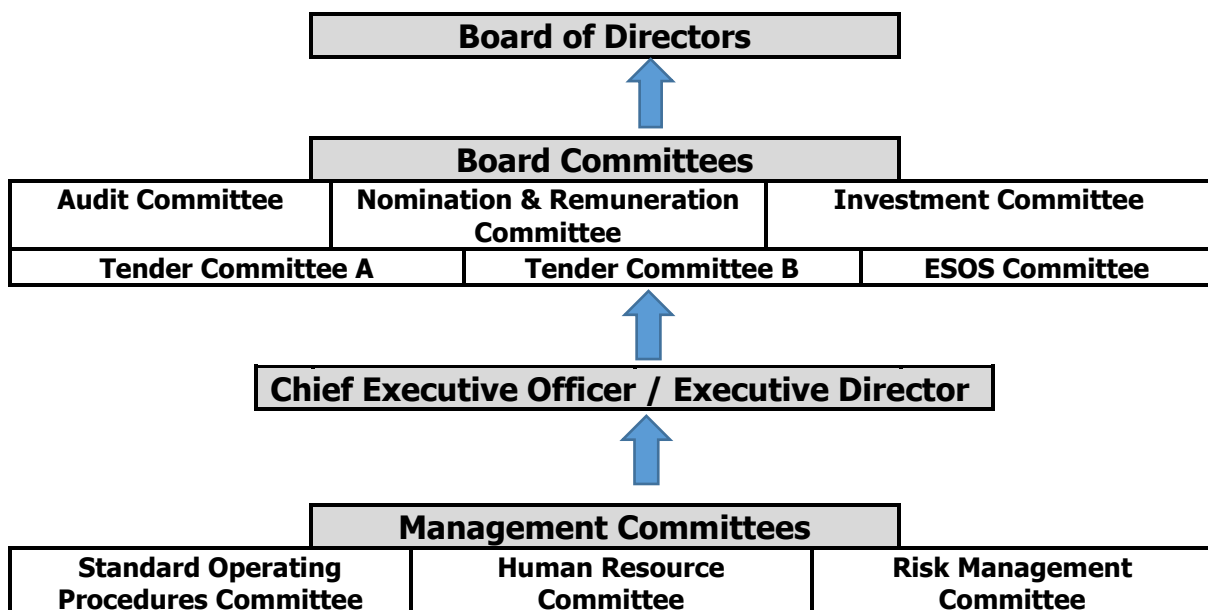 Board of Directors
Board Committees
Audit Committee
Nomination & Remuneration
Committee
Investment Committee
Tender Committee A
Tender Committee B
ESOS Committee
Chief Executive Officer / Executive Director
Management Committees
Standard Operating
Procedures Committee
Human Resource
Committee
Risk Management
Committee